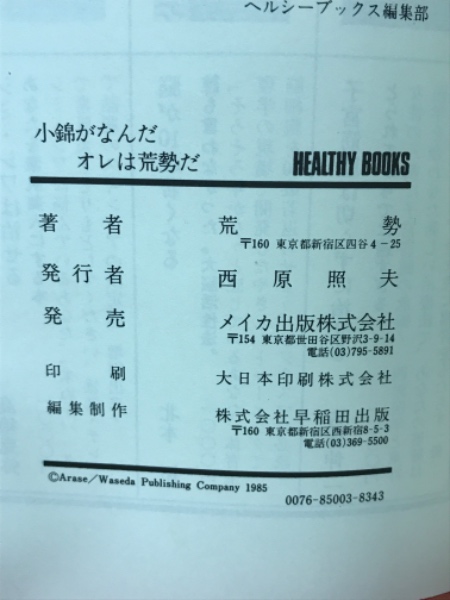 ヘルシーブックス編集部
小錦がなんだ
オレは荒勢だ
HEALTHY BOOKS
著者 荒勢
〒160 東京都新宿区四谷4-25
発行者 西原照夫
発売 メイカ出版株式会社
〒154 東京都世田谷区野沢3-9-14
電話(03)795-5891
印刷 大日本印刷株式会社
編集制作 株式会社早稲田出版
〒160 東京都新宿区西新宿8-5-3
電話(03)369-5500
©Arase/Waseda Publishing Company 1985
0076-85003-8343